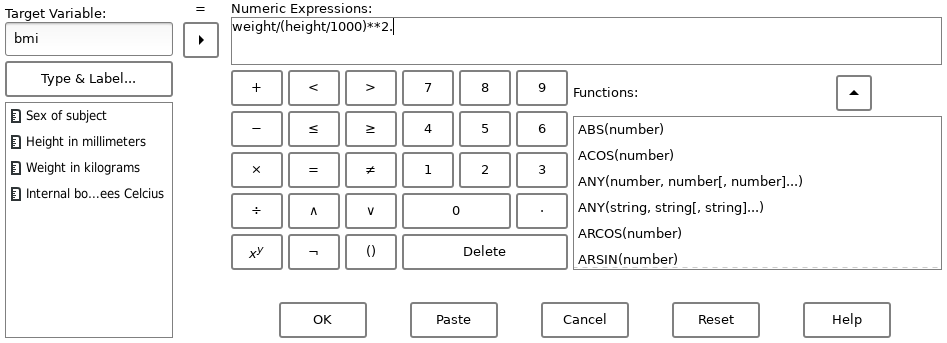 Target Variable:
=
Numeric Expressions:
bmi
weight/(height/1000)**2.
Type & Label...
Sex of subject
Height in millimeters
Weight in kilograms
Internal bo...ees Celcius
+ < > 7 8 9
− ≤ ≥ 4 5 6
× = ≠ 1 2 3
÷ ∧ ∨ 0 .
xʸ ¬ () Delete
Functions:
ABS(number)
ACOS(number)
ANY(number, number[, number]...)
ANY(string, string[, string]...)
ARCOS(number)
ARSIN(number)
OK Paste Cancel Reset Help